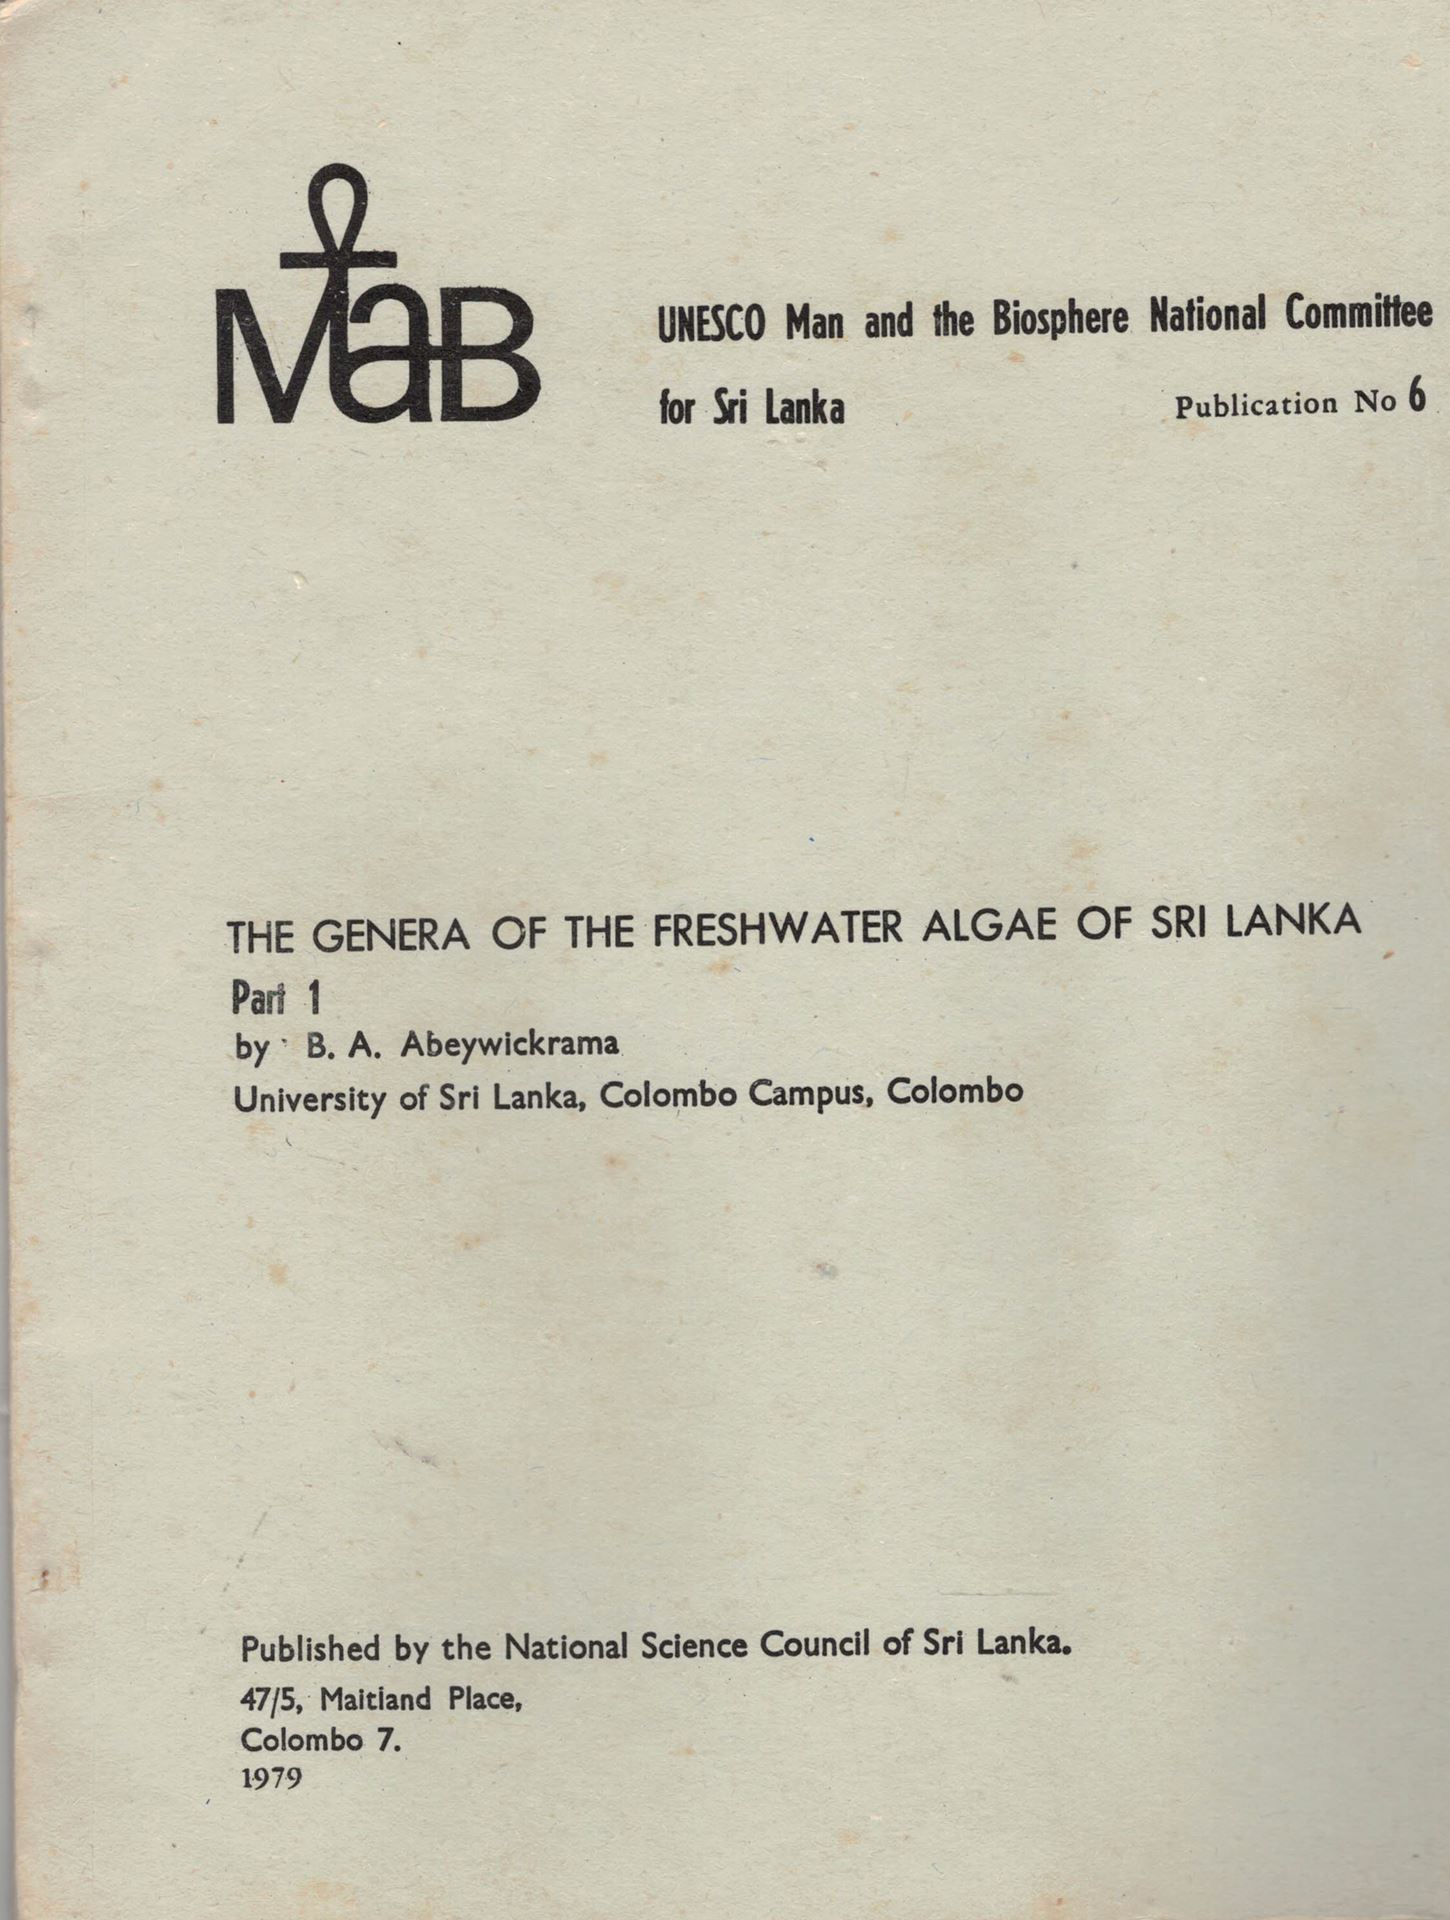 MaB
UNESCO Man and the Biosphere National Committee
for Sri Lanka Publication No 6
THE GENERA OF THE FRESHWATER ALGAE OF SRI LANKA
Part 1
by B. A. Abeywickrama
University of Sri Lanka, Colombo Campus, Colombo
Published by the National Science Council of Sri Lanka.
47/5, Maitland Place,
Colombo 7.
1979